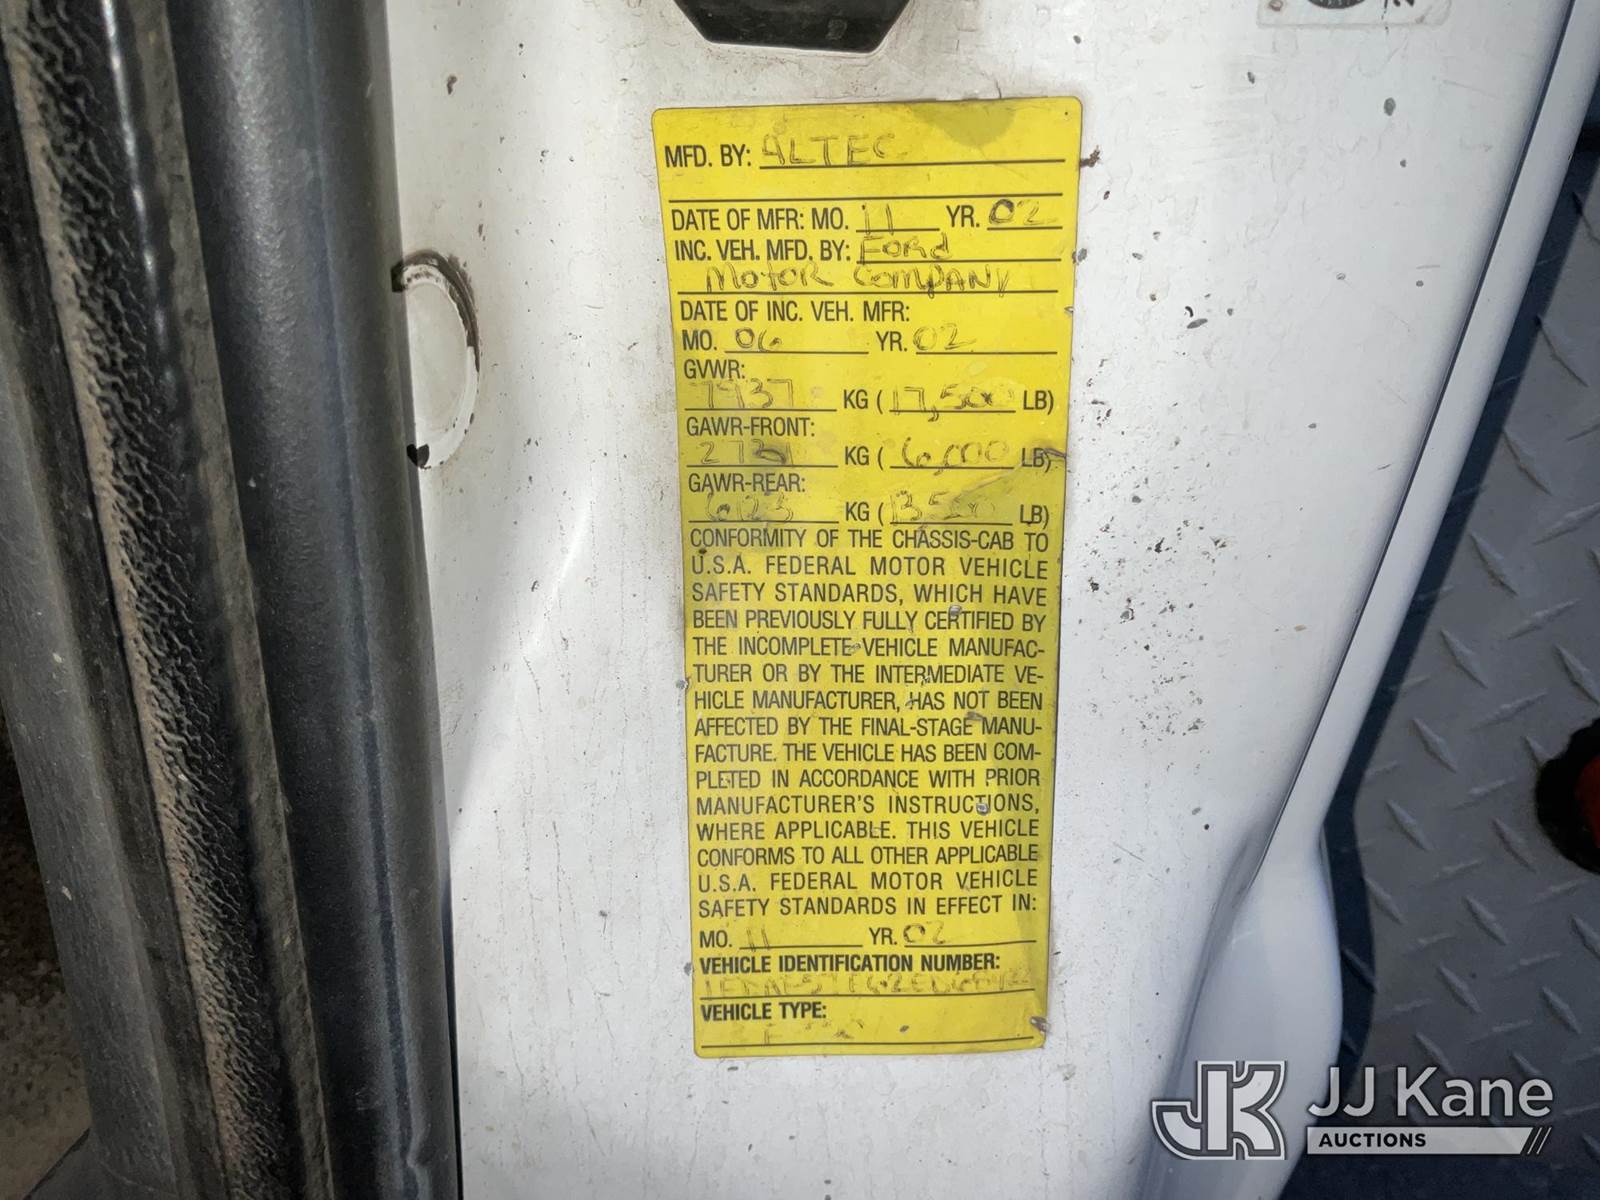 MFD. BY: ALTEC
DATE OF MFR: MO. 11 YR. 02
INC. VEH. MFD. BY: Ford
MOTOR COMPANY
DATE OF INC. VEH. MFR:
MO. 06 YR. 02
GVWR:
7937 KG (17,500 LB)
GAWR-FRONT:
KG (6,000 LB)
GAWR-REAR:
6123 KG (13,500 LB)
CONFORMITY OF THE CHASSIS-CAB TO
U.S.A. FEDERAL MOTOR VEHICLE
SAFETY STANDARDS, WHICH HAVE
BEEN PREVIOUSLY FULLY CERTIFIED BY
THE INCOMPLETE-VEHICLE MANUFAC-
TURER OR BY THE INTERMEDIATE VE-
HICLE MANUFACTURER, HAS NOT BEEN
AFFECTED BY THE FINAL-STAGE MANU-
FACTURE. THE VEHICLE HAS BEEN COM-
PLETED IN ACCORDANCE WITH PRIOR
MANUFACTURER'S INSTRUCTIONS,
WHERE APPLICABLE. THIS VEHICLE
CONFORMS TO ALL OTHER APPLICABLE
U.S.A. FEDERAL MOTOR VEHICLE
SAFETY STANDARDS IN EFFECT IN:
MO. 11 YR. 02
VEHICLE IDENTIFICATION NUMBER:
VEHICLE TYPE:
JK JJ Kane
AUCTIONS